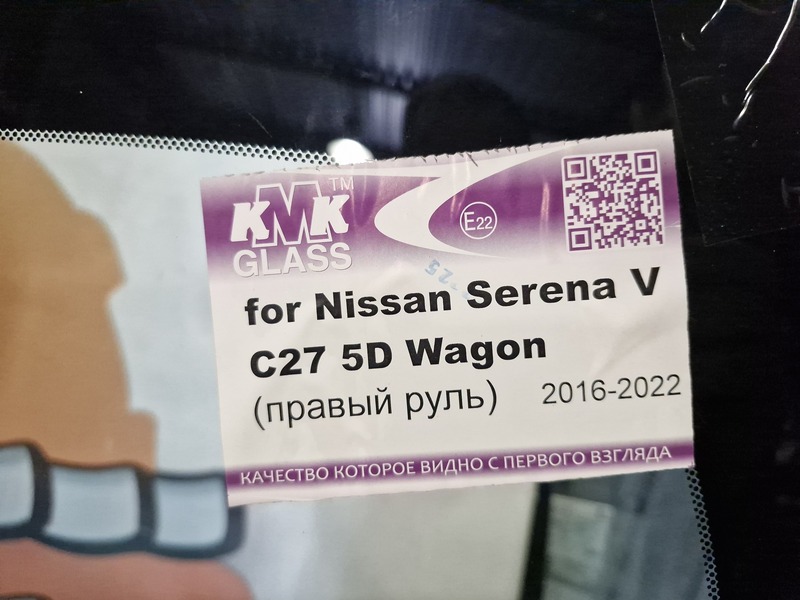 KMK™
GLASS
E22
for Nissan Serena V
C27 5D Wagon
(правый руль) 2016-2022
КАЧЕСТВО КОТОРОЕ ВИДНО С ПЕРВОГО ВЗГЛЯДА